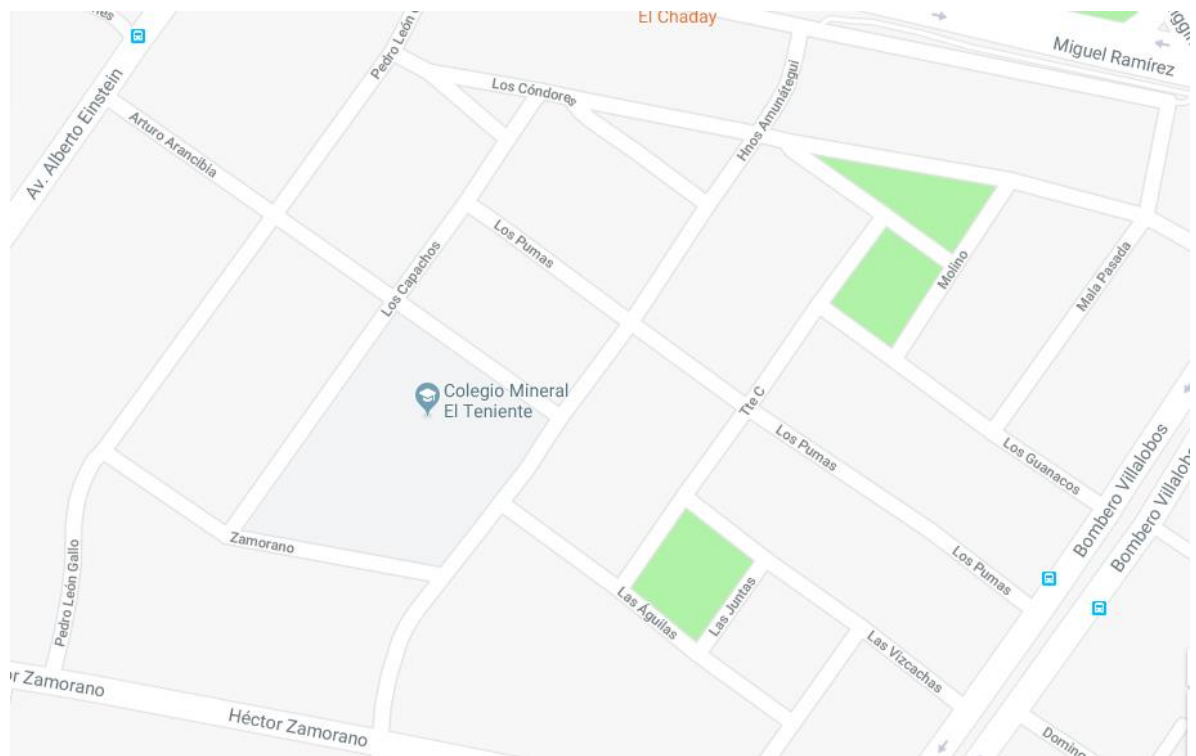 El Chaday
Miguel Ramírez
Pedro León
Av. Alberto Einstein
Los Cóndores
Arturo Arancibia
Hnos Amunátegui
Los Pumas
Los Capachos
Molino
Mala Pasada
Colegio Mineral
El Teniente
Tte C
Los Pumas
Los Guanacos
Bombero Villalobos
Bombero Villalobos
Zamorano
Los Pumas
Pedro León Gallo
Las Águilas
Las Juntas
Las Vizcachas
or Zamorano
Héctor Zamorano
Domino